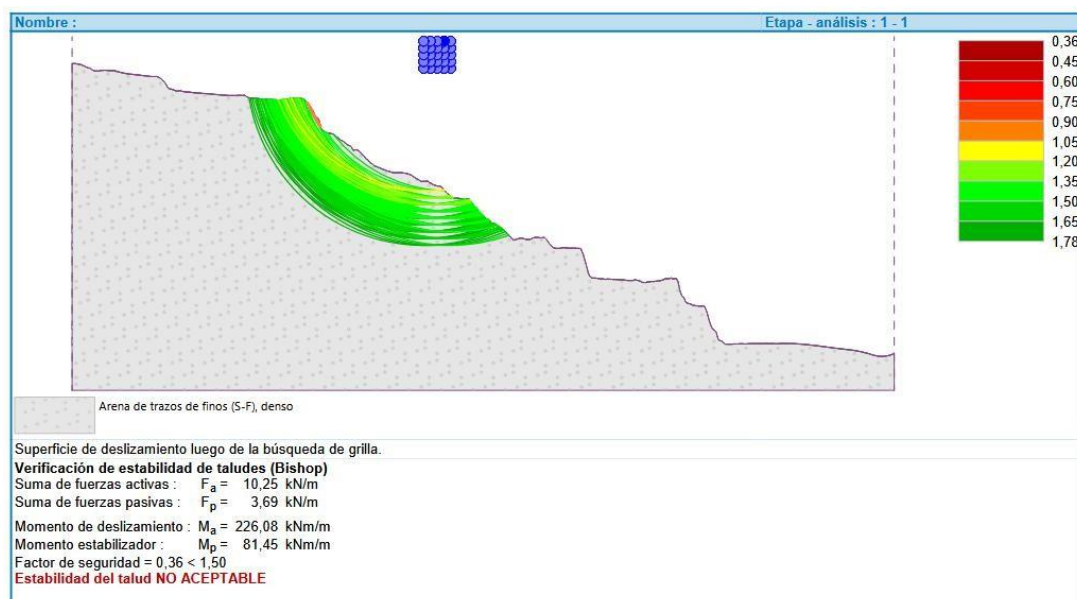 Nombre :
Etapa - análisis : 1 - 1
0,36
0,45
0,60
0,75
0,90
1,05
1,20
1,35
1,50
1,65
1,78
Arena de trazos de finos (S-F), denso
Superficie de deslizamiento luego de la búsqueda de grilla.
Verificación de estabilidad de taludes (Bishop)
Suma de fuerzas activas : Fa = 10,25 kN/m
Suma de fuerzas pasivas : Fp = 3,69 kN/m
Momento de deslizamiento : Ma = 226,08 kNm/m
Momento estabilizador : Mp = 81,45 kNm/m
Factor de seguridad = 0,36 < 1,50
Estabilidad del talud NO ACEPTABLE